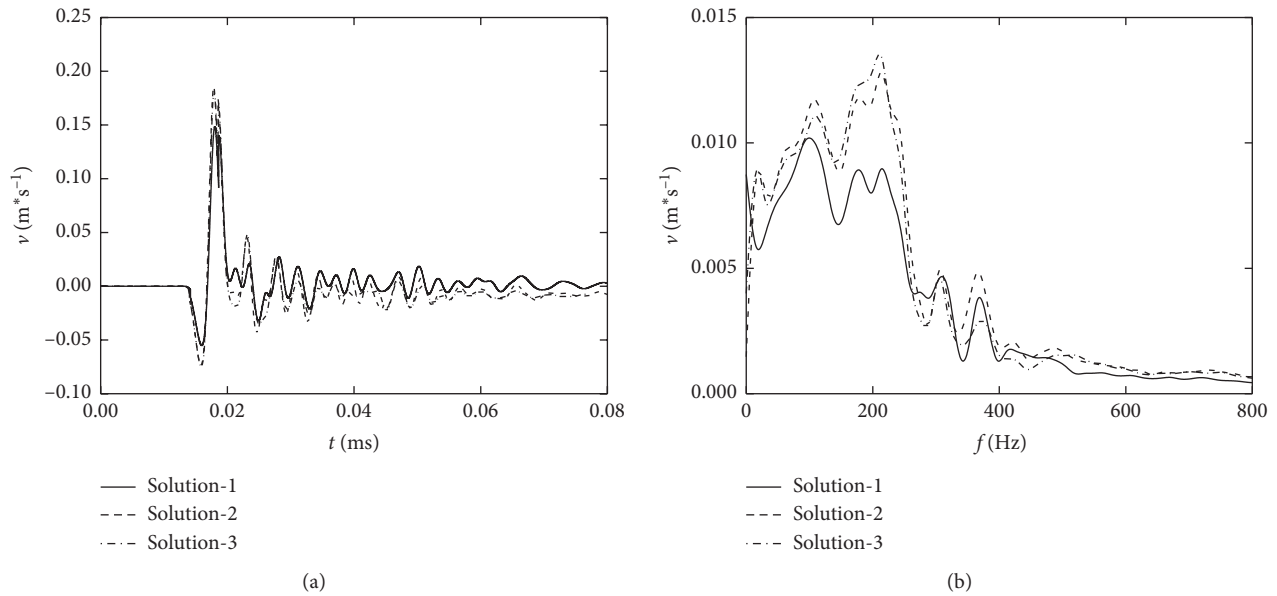 0.25
0.20
0.15
0.10
0.05
0.00
−0.05
−0.10
v (m*s−1)
0.00 0.02 0.04 0.06 0.08
t (ms)
Solution-1
Solution-2
Solution-3
(a)
0.015
0.010
0.005
0.000
v (m*s−1)
0 200 400 600 800
f (Hz)
Solution-1
Solution-2
Solution-3
(b)